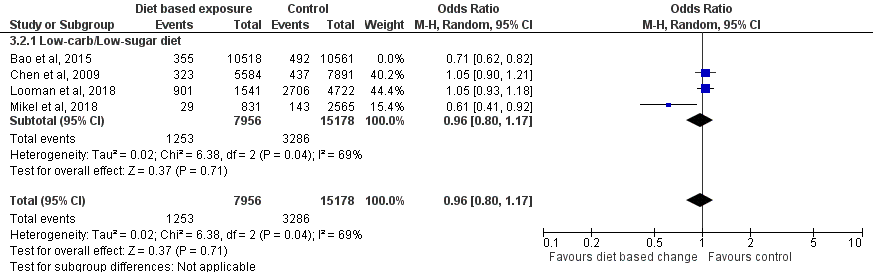 Diet based exposure Control Odds Ratio Odds Ratio
Study or Subgroup Events Total Events Total Weight M-H, Random, 95% CI M-H, Random, 95% CI
3.2.1 Low-carb/Low-sugar diet
Bao et al, 2015 355 10518 492 10561 0.0% 0.71 [0.62, 0.82]
Chen et al, 2009 323 5584 437 7891 40.2% 1.05 [0.90, 1.21]
Looman et al, 2018 901 1541 2706 4722 44.4% 1.05 [0.93, 1.18]
Mikel et al, 2018 29 831 143 2565 15.4% 0.61 [0.41, 0.92]
Subtotal (95% CI) 7956 15178 100.0% 0.96 [0.80, 1.17]
Total events 1253 3286
Heterogeneity: Tau² = 0.02; Chi² = 6.38, df = 2 (P = 0.04); I² = 69%
Test for overall effect: Z = 0.37 (P = 0.71)
Total (95% CI) 7956 15178 100.0% 0.96 [0.80, 1.17]
Total events 1253 3286
Heterogeneity: Tau² = 0.02; Chi² = 6.38, df = 2 (P = 0.04); I² = 69%
Test for overall effect: Z = 0.37 (P = 0.71)
Test for subgroup differences: Not applicable
0.1 0.2 0.5 1 2 5 10
Favours diet based change Favours control